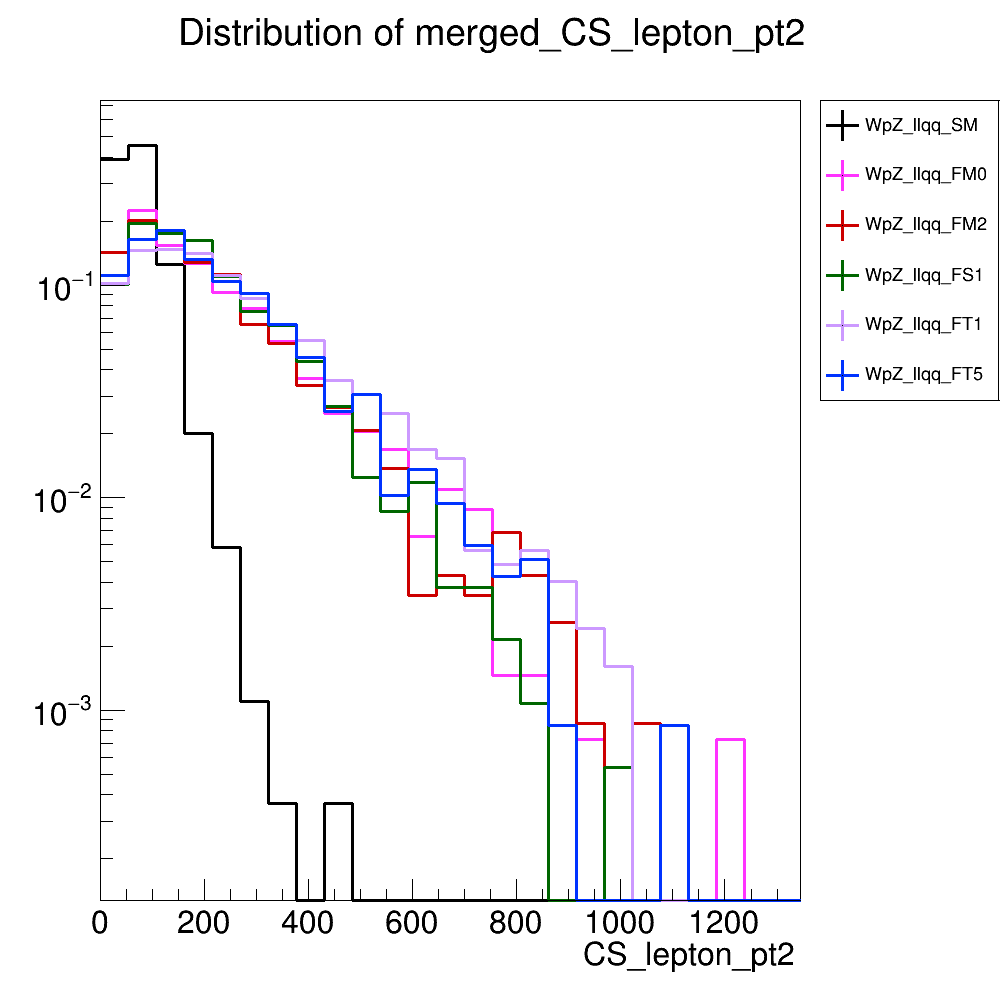 Distribution of merged_CS_lepton_pt2
WpZ_llqq_SM
WpZ_llqq_FM0
WpZ_llqq_FM2
WpZ_llqq_FS1
WpZ_llqq_FT1
WpZ_llqq_FT5
10⁻¹
10⁻²
10⁻³
0 200 400 600 800 1000 1200
CS_lepton_pt2